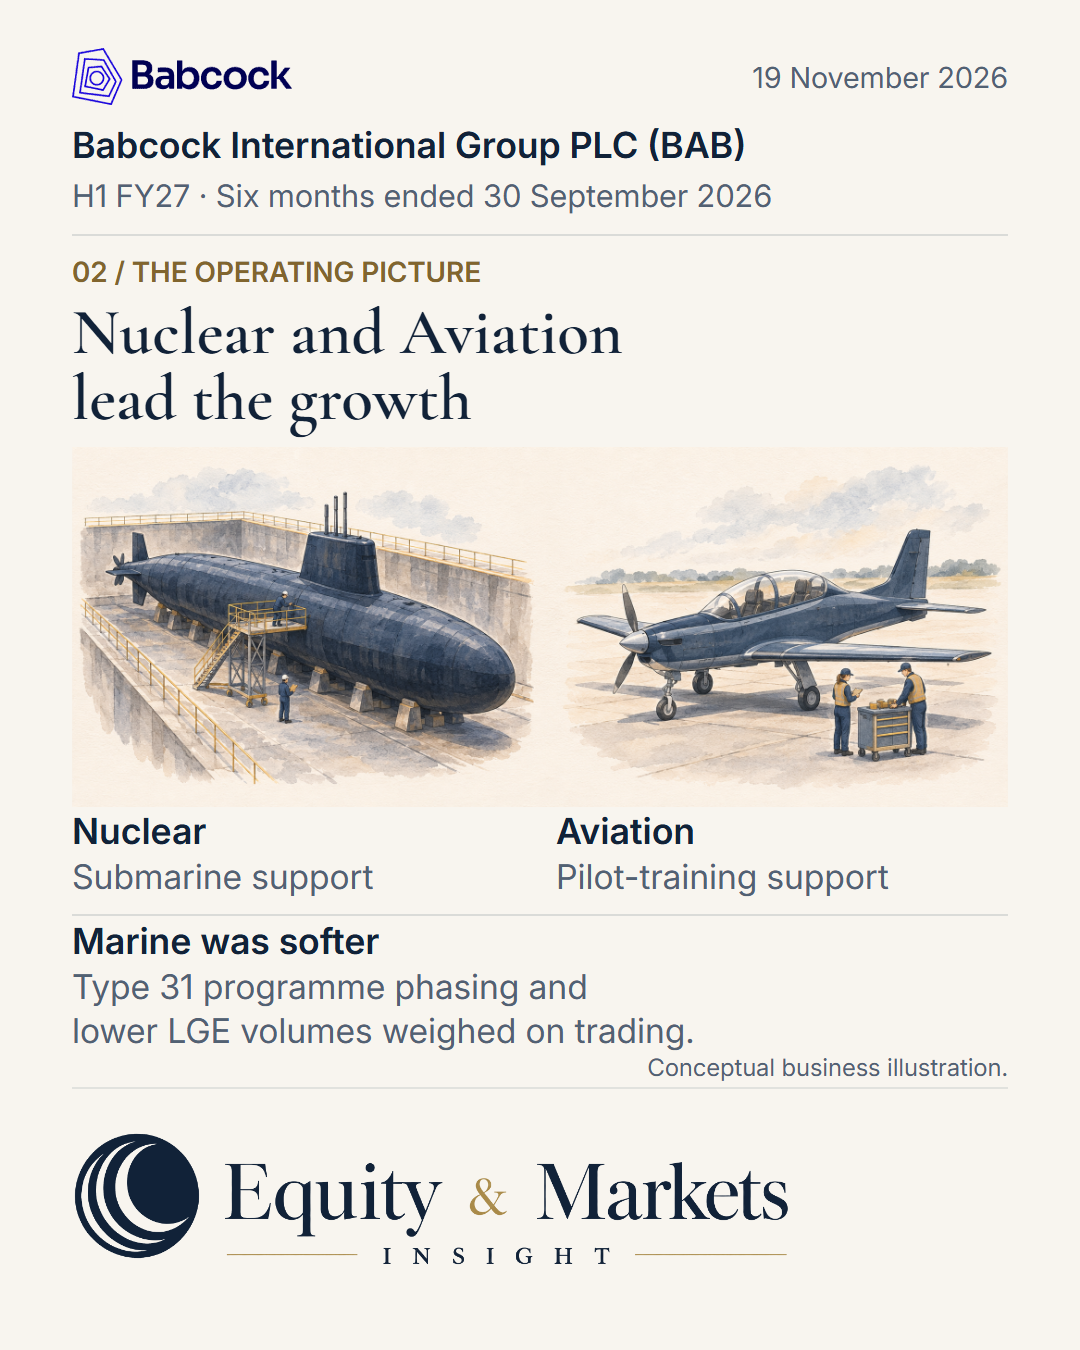 Babcock
19 November 2026
Babcock International Group PLC (BAB)
H1 FY27 · Six months ended 30 September 2026
02 / THE OPERATING PICTURE
Nuclear and Aviation
lead the growth
Nuclear
Submarine support
Aviation
Pilot-training support
Marine was softer
Type 31 programme phasing and
lower LGE volumes weighed on trading.
Conceptual business illustration.
Equity & Markets
INSIGHT